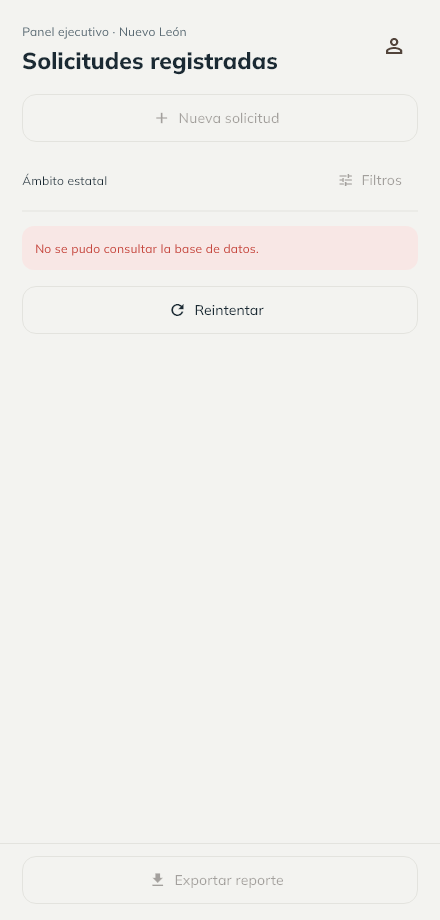 Panel ejecutivo · Nuevo León
Solicitudes registradas
Nueva solicitud
Ámbito estatal
Filtros
No se pudo consultar la base de datos.
Reintentar
Exportar reporte